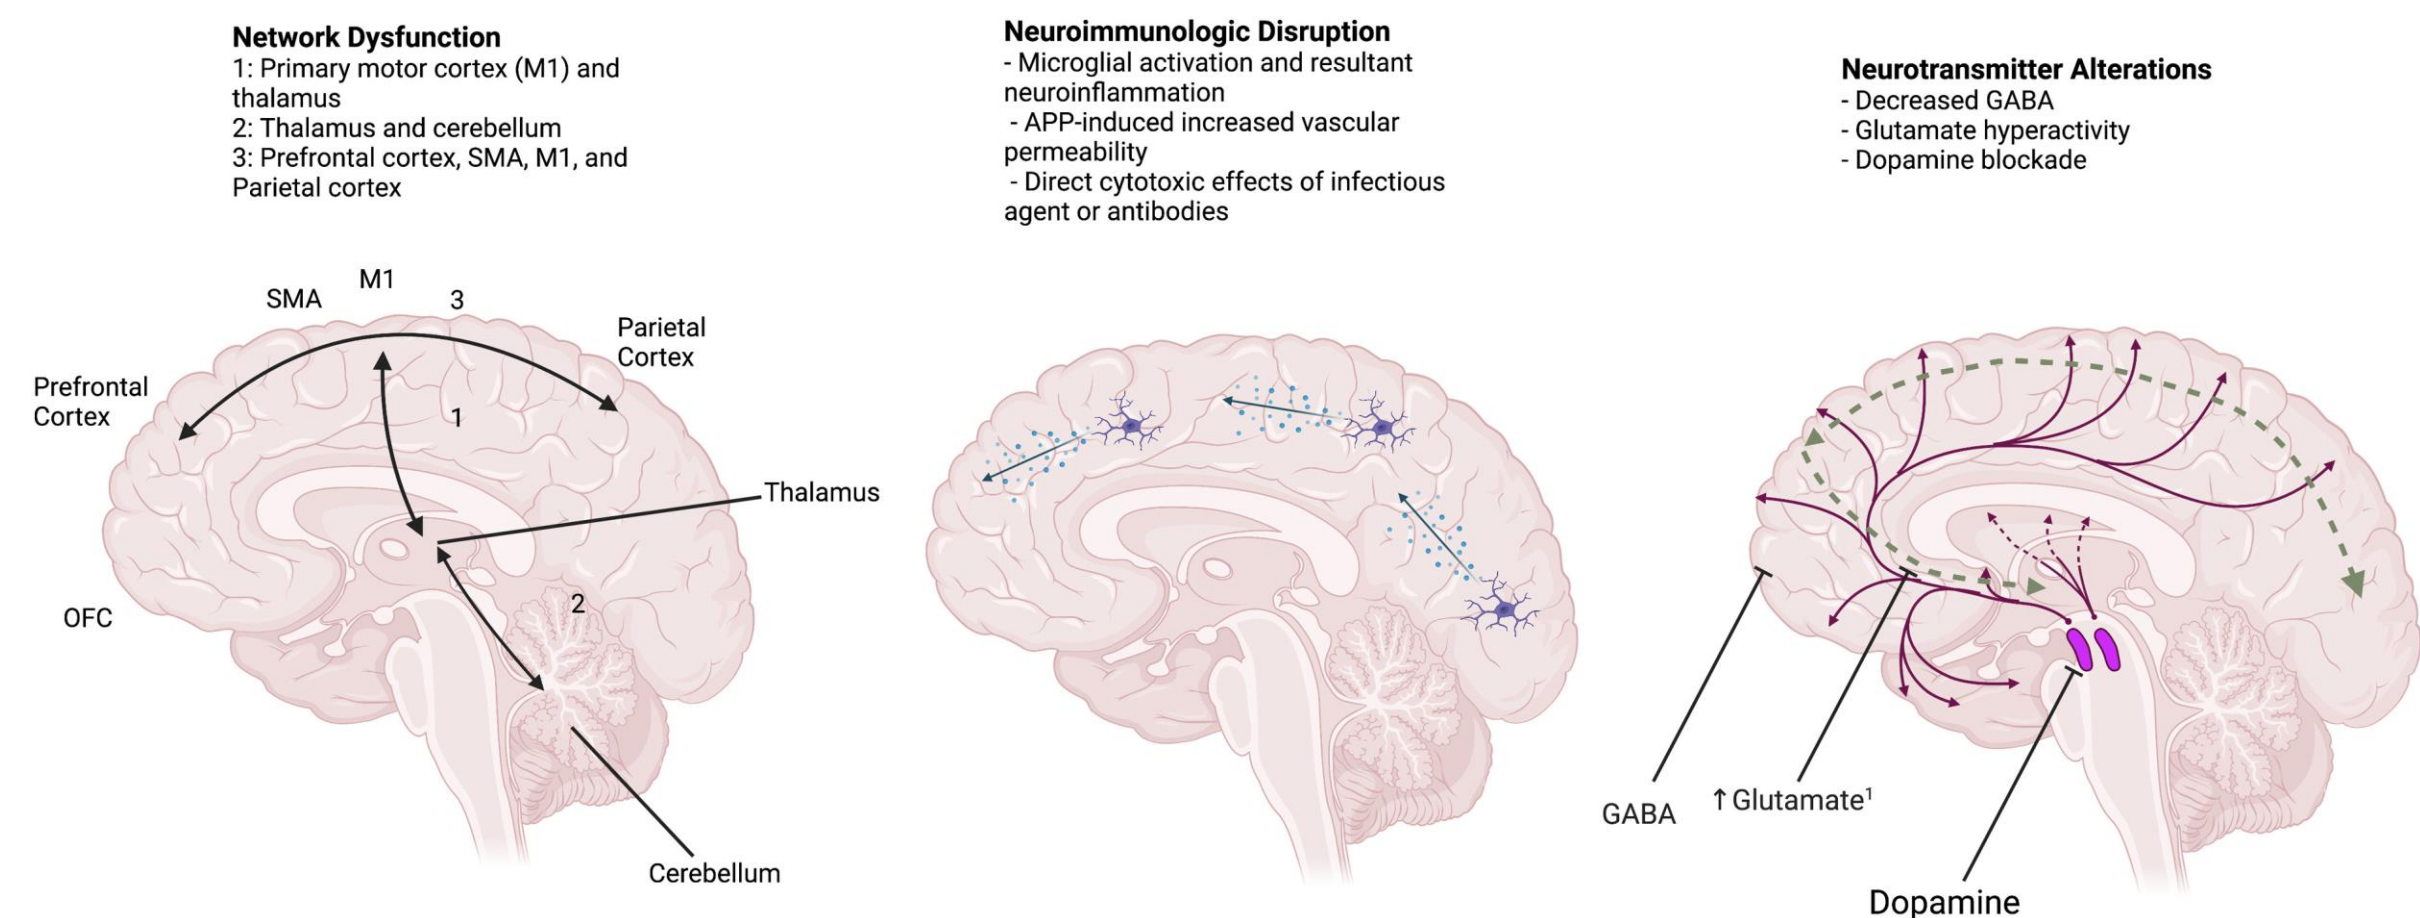 Network Dysfunction
1: Primary motor cortex (M1) and
thalamus
2: Thalamus and cerebellum
3: Prefrontal cortex, SMA, M1, and
Parietal cortex
M1
SMA
3
Parietal
Cortex
Prefrontal
Cortex
1
Thalamus
2
OFC
Cerebellum
Neuroimmunologic Disruption
- Microglial activation and resultant
neuroinflammation
- APP-induced increased vascular
permeability
- Direct cytotoxic effects of infectious
agent or antibodies
Neurotransmitter Alterations
- Decreased GABA
- Glutamate hyperactivity
- Dopamine blockade
GABA
↑Glutamate¹
Dopamine